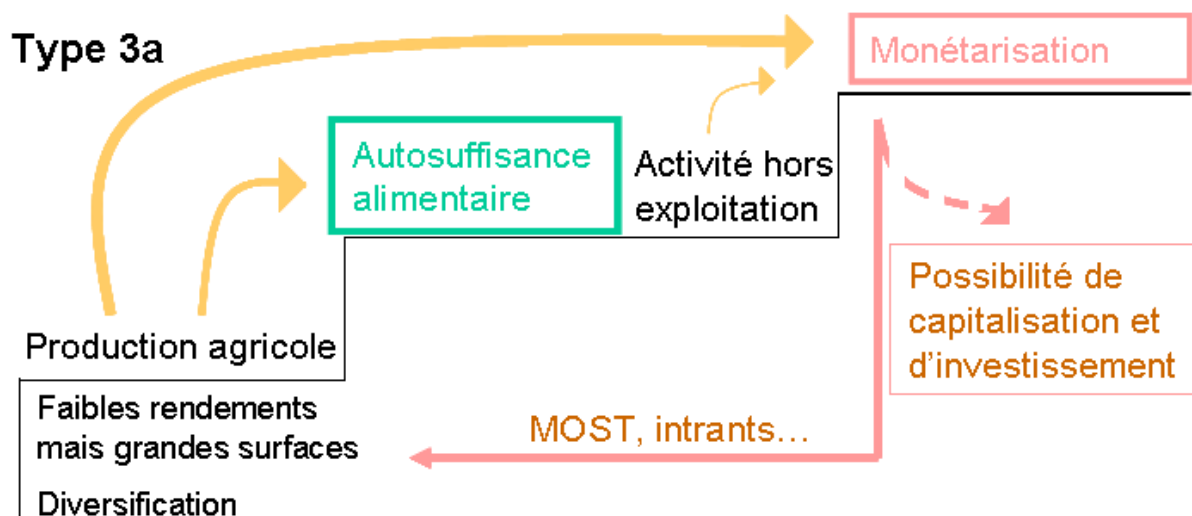 Type 3a
Monétarisation
Autosuffisance
alimentaire
Activité hors
exploitation
Possibilité de
capitalisation et
d'investissement
Production agricole
Faibles rendements
mais grandes surfaces
MOST, intrants…
Diversification